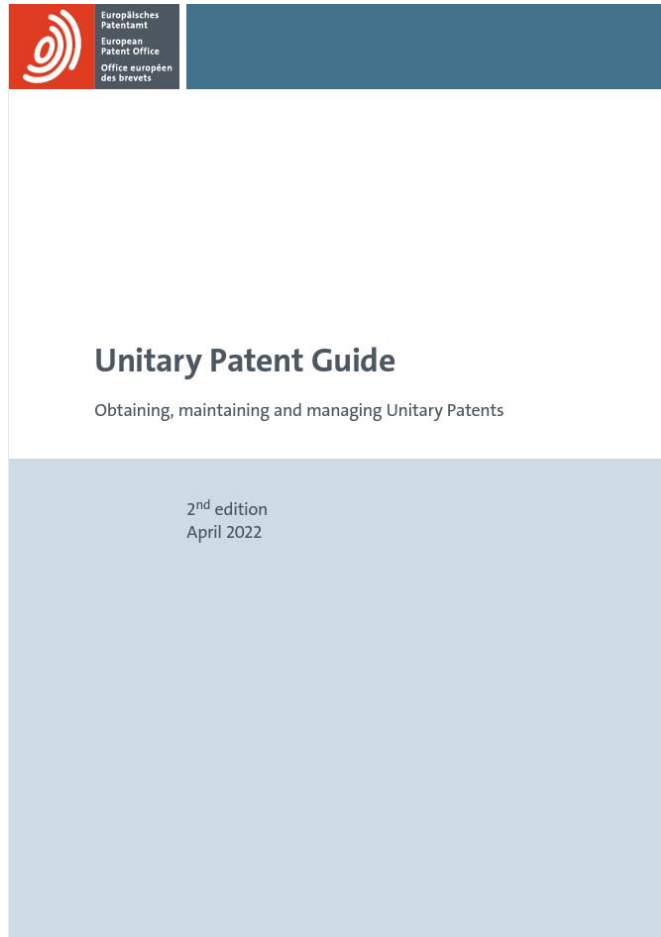 Europäisches
Patentamt
European
Patent Office
Office européen
des brevets
Unitary Patent Guide
Obtaining, maintaining and managing Unitary Patents
2nd edition
April 2022